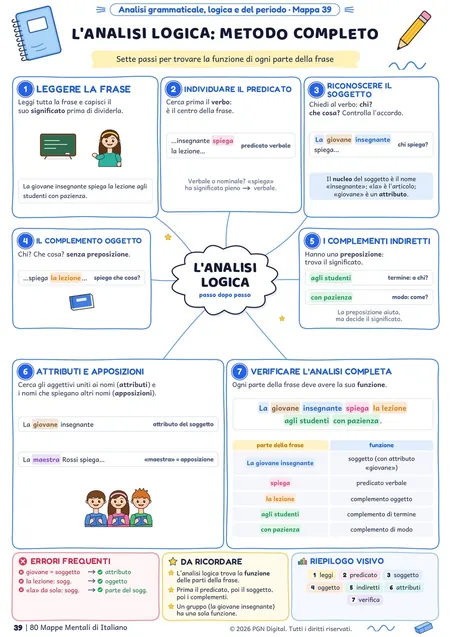 Analisi grammaticale, logica e del periodo · Mappa 39
L'ANALISI LOGICA: METODO COMPLETO
Sette passi per trovare la funzione di ogni parte della frase
1 LEGGERE LA FRASE
Leggi tutta la frase e capisci il
suo significato prima di dividerla.
La giovane insegnante spiega la lezione agli
studenti con pazienza.
2 INDIVIDUARE IL PREDICATO
Cerca prima il verbo:
è il centro della frase.
...insegnante spiega
la lezione...
predicato verbale
Verbale o nominale? «spiega»
ha significato pieno → verbale.
3 RICONOSCERE IL
SOGGETTO
Chiedi al verbo: chi?
che cosa? Controlla l'accordo.
La giovane insegnante
spiega...
chi spiega?
Il nucleo del soggetto è il nome
«insegnante»; «la» è l'articolo;
«giovane» è un attributo.
4 IL COMPLEMENTO OGGETTO
Chi? Che cosa? senza preposizione.
...spiega la lezione... spiega che cosa?
L'ANALISI
LOGICA
passo dopo passo
5 I COMPLEMENTI INDIRETTI
Hanno una preposizione:
trova il significato.
agli studenti termine: a chi?
con pazienza modo: come?
La preposizione aiuta,
ma decide il significato.
6 ATTRIBUTI E APPOSIZIONI
Cerca gli aggettivi uniti ai nomi (attributi) e
i nomi che spiegano altri nomi (apposizioni).
La giovane insegnante attributo del soggetto
La maestra Rossi spiega... «maestra» = apposizione
7 VERIFICARE L'ANALISI COMPLETA
Ogni parte della frase deve avere la sua funzione.
La giovane insegnante spiega la lezione
agli studenti con pazienza.
parte della frase funzione
La giovane insegnante soggetto (con attributo
«giovane»)
spiega predicato verbale
la lezione complemento oggetto
agli studenti complemento di termine
con pazienza complemento di modo
ERRORI FREQUENTI
giovane = soggetto → attributo
la lezione: sogg. → oggetto
«la» da sola: sogg. → parte del sogg.
DA RICORDARE
L'analisi logica trova la funzione
delle parti della frase.
Prima il predicato, poi il soggetto,
poi i complementi.
Un gruppo (la giovane insegnante)
ha una sola funzione.
RIEPILOGO VISIVO
1 leggi 2 predicato 3 soggetto
4 oggetto 5 indiretti 6 attributi
7 verifica
39 | 80 Mappe Mentali di Italiano
© 2026 PGN Digital. Tutti i diritti riservati.